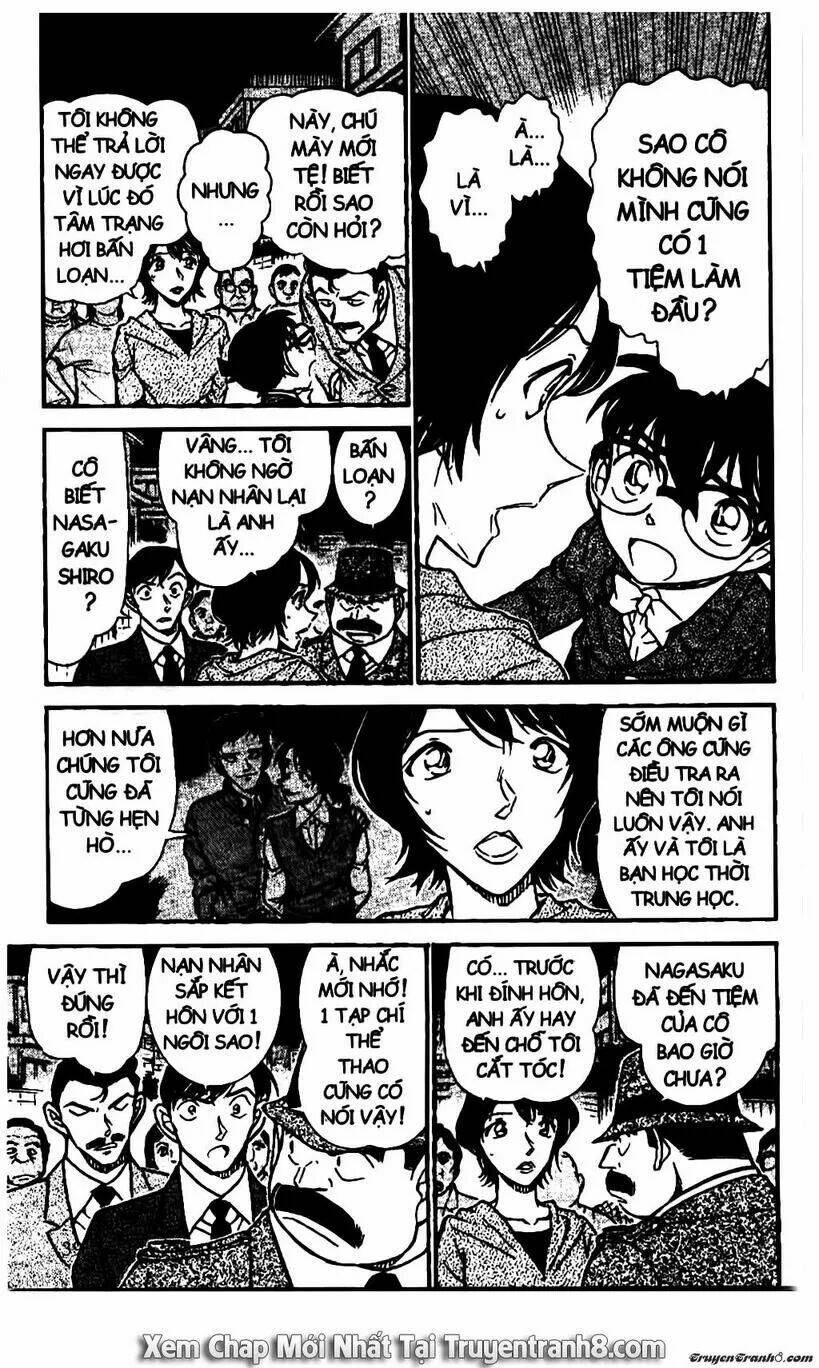 SAO CÔ
KHÔNG NÓI
MÌNH CŨNG
CÓ 1
TIỆM LÀM
ĐẦU?
À...
LÀ...
LÀ
VÌ...
NÀY, CHÚ
MÀY MỚI
TỆ! BIẾT
RỒI SAO
CÒN HỎI?
NHƯNG
...
TÔI KHÔNG
THỂ TRẢ LỜI
NGAY ĐƯỢC
VÌ LÚC ĐÓ
TÂM TRẠNG
HƠI BẤN
LOẠN...
BẤN
LOẠN
?
VÂNG... TÔI
KHÔNG NGỜ
NẠN NHÂN LẠI
LÀ ANH
ẤY...
CÔ
BIẾT
NASA-
GAKU
SHIRO
?
SỚM MUỘN GÌ
CÁC ÔNG CŨNG
ĐIỀU TRA RA
NÊN TÔI NÓI
LUÔN VẬY. ANH
ẤY VÀ TÔI LÀ
BẠN HỌC THỜI
TRUNG HỌC.
HƠN NỮA
CHÚNG TÔI
CŨNG ĐÃ
TỪNG HẸN
HÒ...
NAGASAKU
ĐÃ ĐẾN TIỆM
CỦA CÔ
BAO GIỜ
CHƯA?
CÓ... TRƯỚC
KHI ĐÍNH HÔN,
ANH ẤY HAY
ĐẾN CHỔ TÔI
CẮT TÓC!
À, NHẮC
MỚI NHỚ!
1 TẠP CHÍ
THỂ
THAO
CŨNG CÓ
NÓI VẬY!
NẠN NHÂN
SẮP KẾT
HÔN VỚI 1
NGÔI SAO!
VẬY THÌ
ĐÚNG
RỒI!
Xem Chap Mới Nhất Tại Truyentranh8.com
TruyenTranh8.com